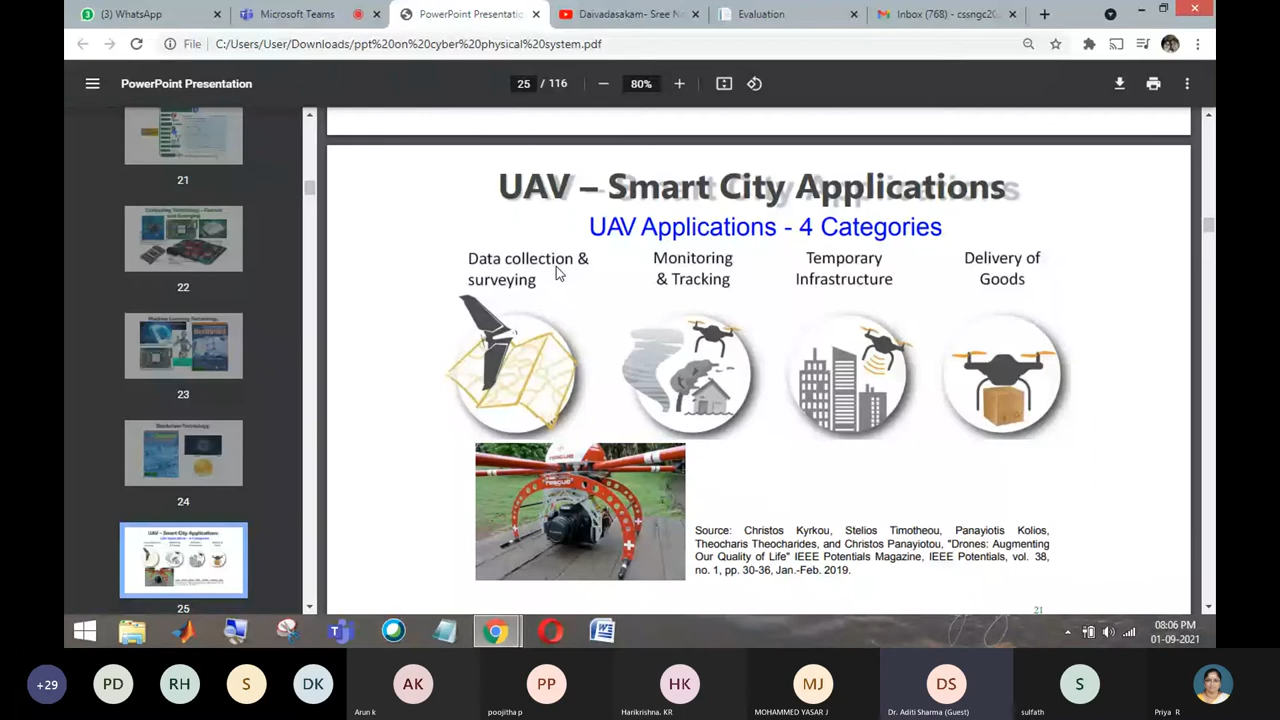 (3) WhatsApp
Microsoft Teams
PowerPoint Presentatio
Daivadasakam- Sree N
Evaluation
Inbox (768) - cssngc20
File
C:/Users/User/Downloads/ppt%20on%20cyber%20physical%20system.pdf
PowerPoint Presentation
25 / 116
80%
21
22
23
24
25
UAV – Smart City Applications
UAV Applications - 4 Categories
Data collection &
surveying
Monitoring
& Tracking
Temporary
Infrastructure
Delivery of
Goods
rescue
rescue
Source: Christos Kyrkou, Stelios Timotheou, Panayiotis Kolios,
Theocharis Theocharides, and Christos Panayiotou, "Drones: Augmenting
Our Quality of Life" IEEE Potentials Magazine, IEEE Potentials, vol. 38,
no. 1, pp. 30-36, Jan.-Feb. 2019.
21
08:06 PM
01-09-2021
+29
PD
RH
S
DK
AK
Arun k
PP
poojitha p
HK
Harikrishna. KR
MJ
MOHAMMED YASAR J
DS
Dr. Aditi Sharma (Guest)
S
sulfath
Priya R